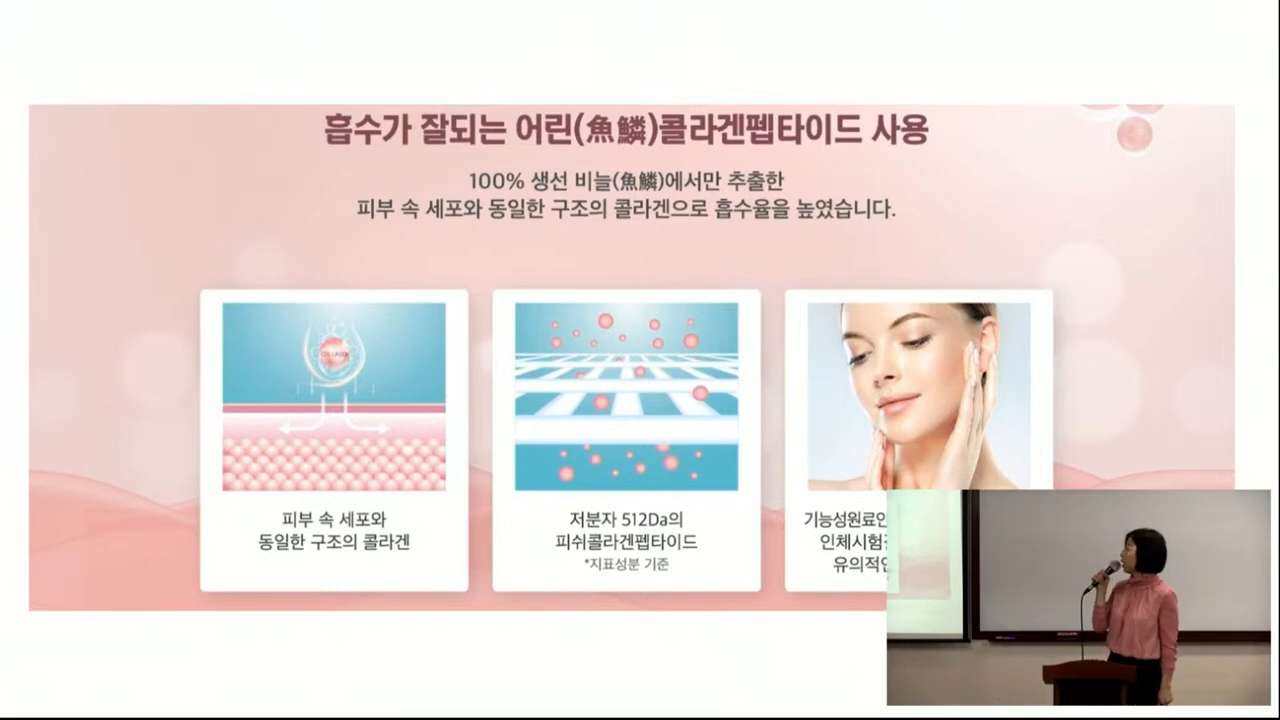 흡수가 잘되는 어린(魚鱗)콜라겐펩타이드 사용
100% 생선 비늘(魚鱗)에서만 추출한
피부 속 세포와 동일한 구조의 콜라겐으로 흡수율을 높였습니다.
COLLAGEN
피부 속 세포와
동일한 구조의 콜라겐
저분자 512Da의
피쉬콜라겐펩타이드
*지표성분 기준
기능성원료인
인체시험
유의적인